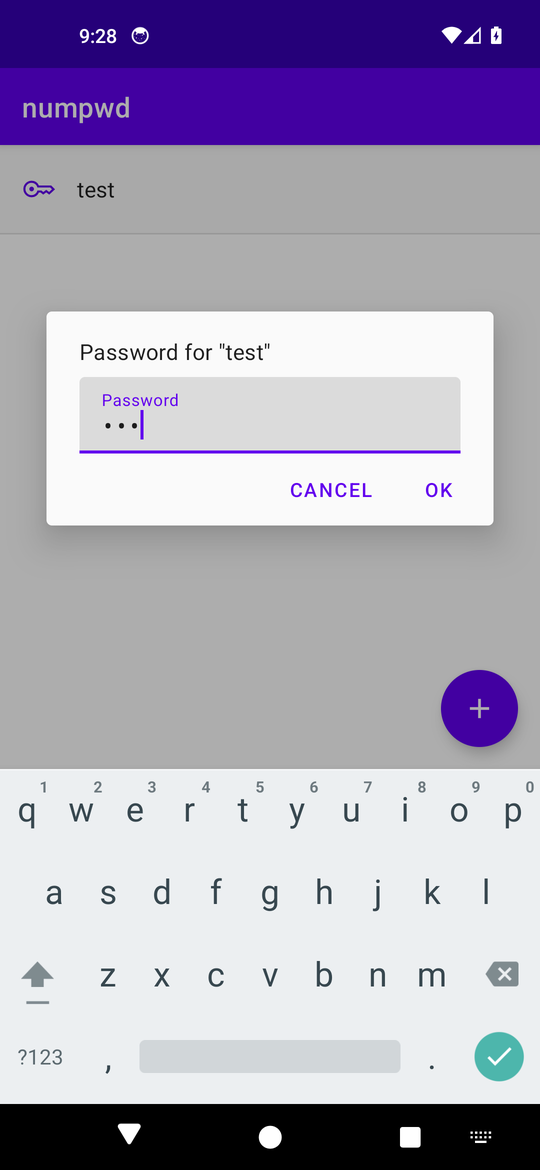 9:28
numpwd
test
Password for "test"
Password
•••
CANCEL OK
+
1 2 3 4 5 6 7 8 9 0
q w e r t y u i o p
a s d f g h j k l
z x c v b n m
?123 , .